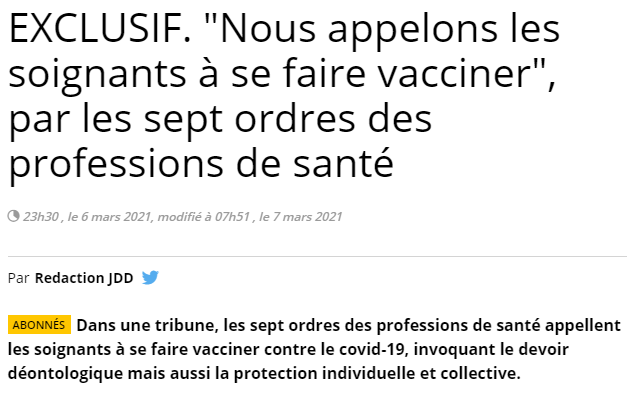 EXCLUSIF. "Nous appelons les
soignants à se faire vacciner",
par les sept ordres des
professions de santé
23h30 , le 6 mars 2021, modifié à 07h51 , le 7 mars 2021
Par Redaction JDD
ABONNÉS Dans une tribune, les sept ordres des professions de santé appellent
les soignants à se faire vacciner contre le covid-19, invoquant le devoir
déontologique mais aussi la protection individuelle et collective.